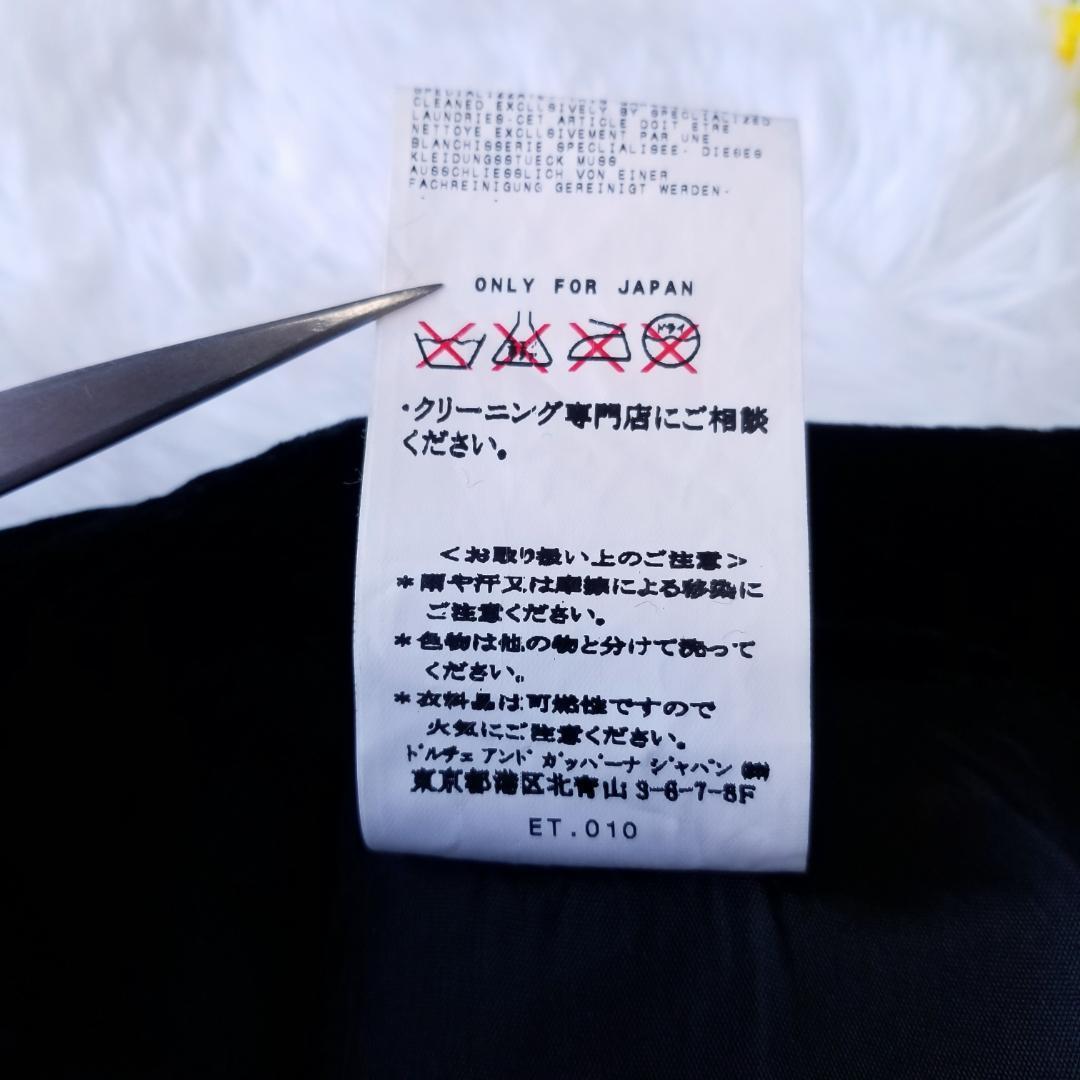 CLEANED EXCLLSIVELY BY SPECLIALIZED
LAUNDRIES-CET ARTICLE DOIT ETRE
NETTOYE EXCLLSIVEMENT PAR UNE
BLANCHISSERIE SPECLIALISEE- DIESES
KLEIDUNGSSTUECK MUSS
AUSSCHLIESSLICH VON EINER
FACHREINIGUNG GEREINIGT WERDEN-
ONLY FOR JAPAN
ドライ
・クリーニング専門店にご相談
ください。
<お取り扱い上のご注意>
*雨や汗又は摩擦による移染に
ご注意ください。
*色物は他の物と分けて洗って
ください。
*衣料品は可燃性ですので
火気にご注意ください。
ドルチェ アンド ガッバーナ ジャパン (株)
東京都港区北青山 3-6-7-8F
ET.010